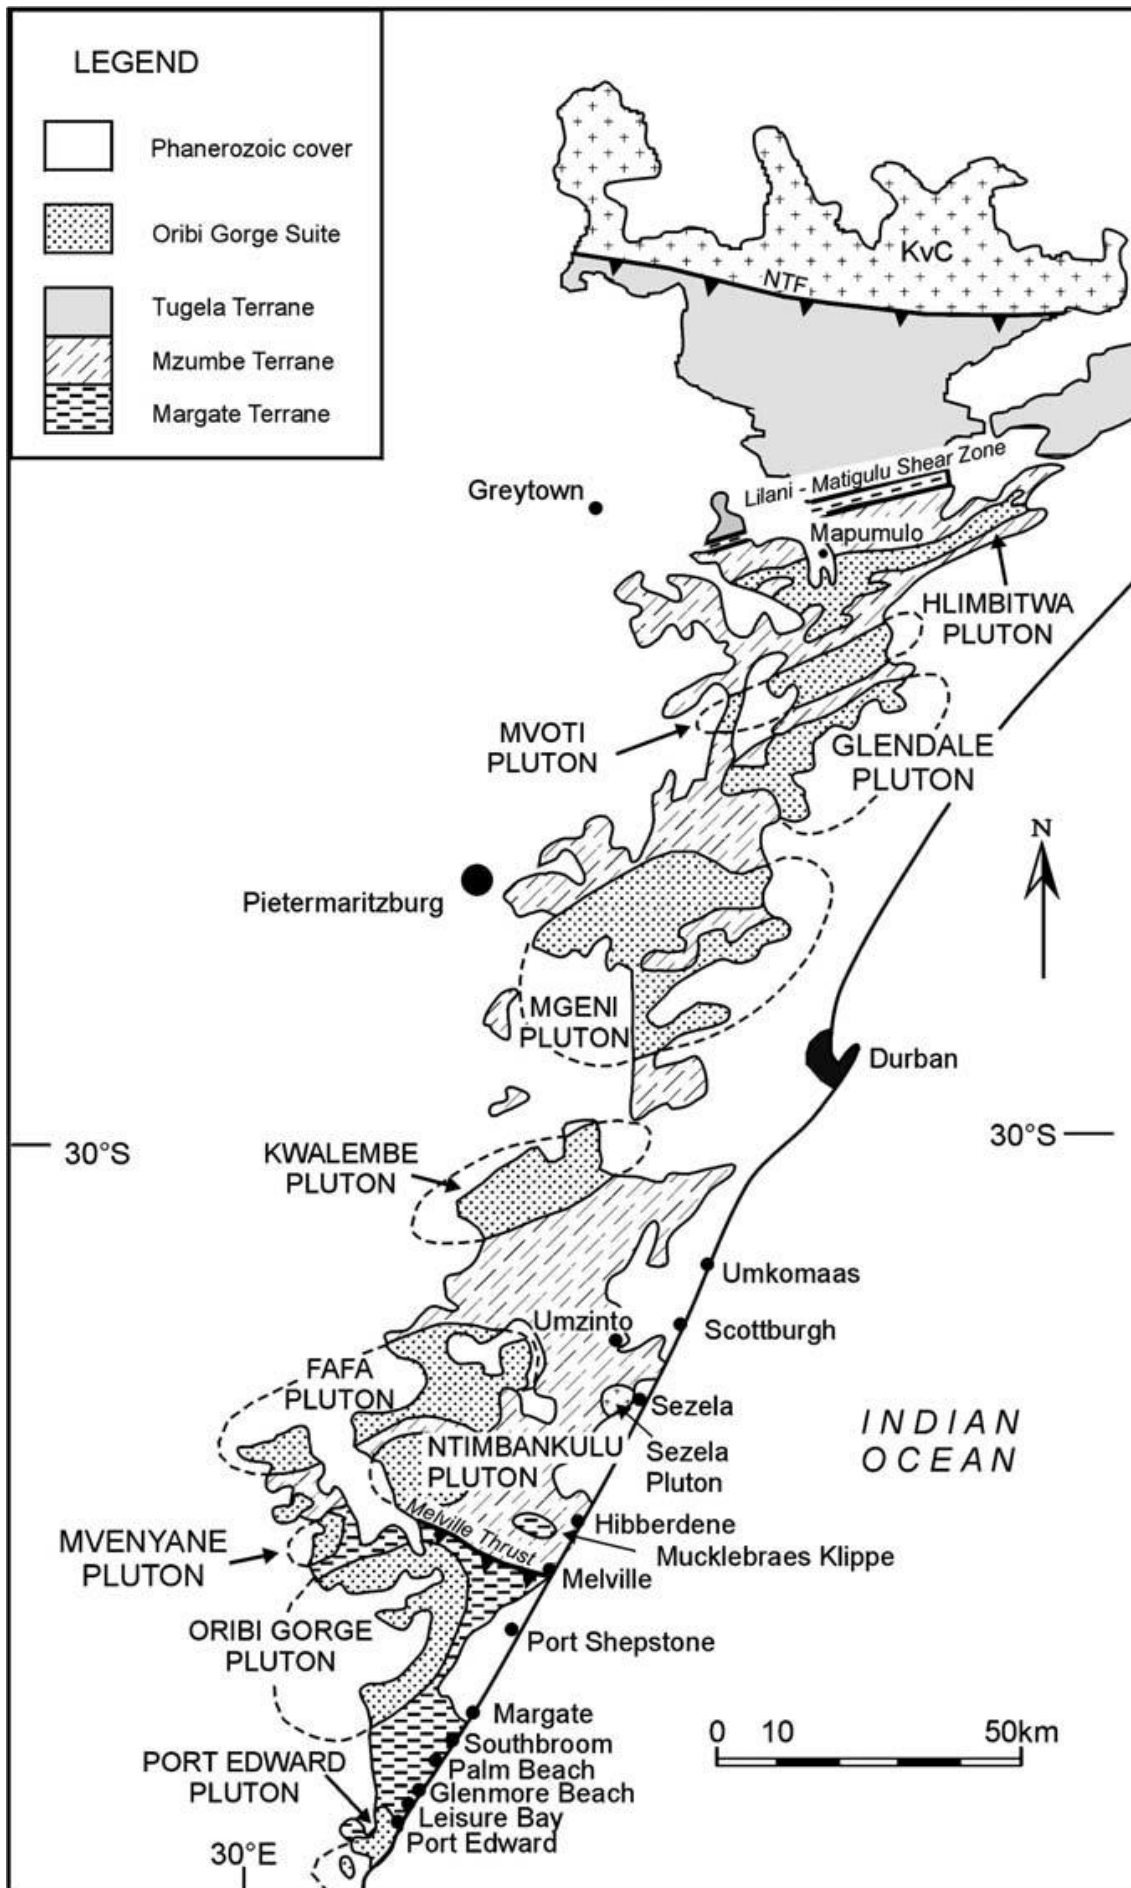 LEGEND
Phanerozoic cover
Oribi Gorge Suite
Tugela Terrane
Mzumbe Terrane
Margate Terrane
KvC
NTF
Lilani - Matigulu Shear Zone
Greytown
Mapumulo
HLIMBITWA
PLUTON
MVOTI
PLUTON
GLENDALE
PLUTON
N
Pietermaritzburg
MGENI
PLUTON
Durban
30°S
30°S
KWALEMBE
PLUTON
Umkomaas
Umzinto
Scottburgh
FAFA
PLUTON
Sezela
Sezela
Pluton
INDIAN
OCEAN
NTIMBANKULU
PLUTON
Melville Thrust
Hibberdene
Mucklebraes Klippe
MVENYANE
PLUTON
Melville
ORIBI GORGE
PLUTON
Port Shepstone
Margate
Southbroom
Palm Beach
Glenmore Beach
Leisure Bay
Port Edward
PORT EDWARD
PLUTON
0 10 50km
30°E